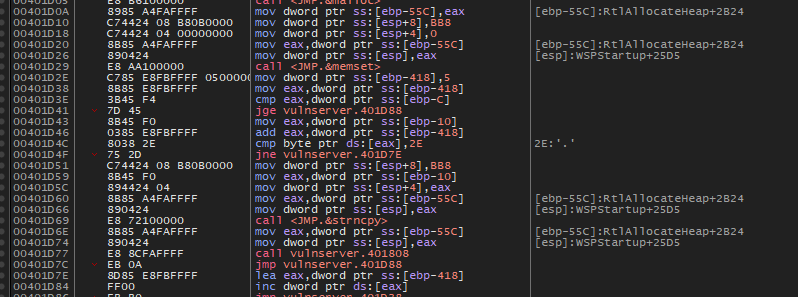 00401D05 E8 B6100000 call <JMP.&malloc>
00401D0A 8985 A4FAFFFF mov dword ptr ss:[ebp-55C],eax [ebp-55C]:RtlAllocateHeap+2B24
00401D10 C74424 08 B80B0000 mov dword ptr ss:[esp+8],BB8
00401D18 C74424 04 00000000 mov dword ptr ss:[esp+4],0
00401D20 8B85 A4FAFFFF mov eax,dword ptr ss:[ebp-55C] [ebp-55C]:RtlAllocateHeap+2B24
00401D26 890424 mov dword ptr ss:[esp],eax [esp]:WSPStartup+25D5
00401D29 E8 AA100000 call <JMP.&memset>
00401D2E C785 E8FBFFFF 0500000 mov dword ptr ss:[ebp-418],5
00401D38 8B85 E8FBFFFF mov eax,dword ptr ss:[ebp-418]
00401D3E 3B45 F4 cmp eax,dword ptr ss:[ebp-C]
00401D41 7D 45 jge vulnserver.401D88
00401D43 8B45 F0 mov eax,dword ptr ss:[ebp-10]
00401D46 0385 E8FBFFFF add eax,dword ptr ss:[ebp-418]
00401D4C 8038 2E cmp byte ptr ds:[eax],2E 2E:'.'
00401D4F 75 2D jne vulnserver.401D7E
00401D51 C74424 08 B80B0000 mov dword ptr ss:[esp+8],BB8
00401D59 8B45 F0 mov eax,dword ptr ss:[ebp-10]
00401D5C 894424 04 mov dword ptr ss:[esp+4],eax
00401D60 8B85 A4FAFFFF mov eax,dword ptr ss:[ebp-55C] [ebp-55C]:RtlAllocateHeap+2B24
00401D66 890424 mov dword ptr ss:[esp],eax [esp]:WSPStartup+25D5
00401D69 E8 72100000 call <JMP.&strncpy>
00401D6E 8B85 A4FAFFFF mov eax,dword ptr ss:[ebp-55C] [ebp-55C]:RtlAllocateHeap+2B24
00401D74 890424 mov dword ptr ss:[esp],eax [esp]:WSPStartup+25D5
00401D77 E8 8CFAFFFF call vulnserver.401808
00401D7C EB 0A jmp vulnserver.401D88
00401D7E 8D85 E8FBFFFF lea eax,dword ptr ss:[ebp-418]
00401D84 FF00 inc dword ptr ds:[eax]
00401D86 EB B0 jmp vulnserver.401D38